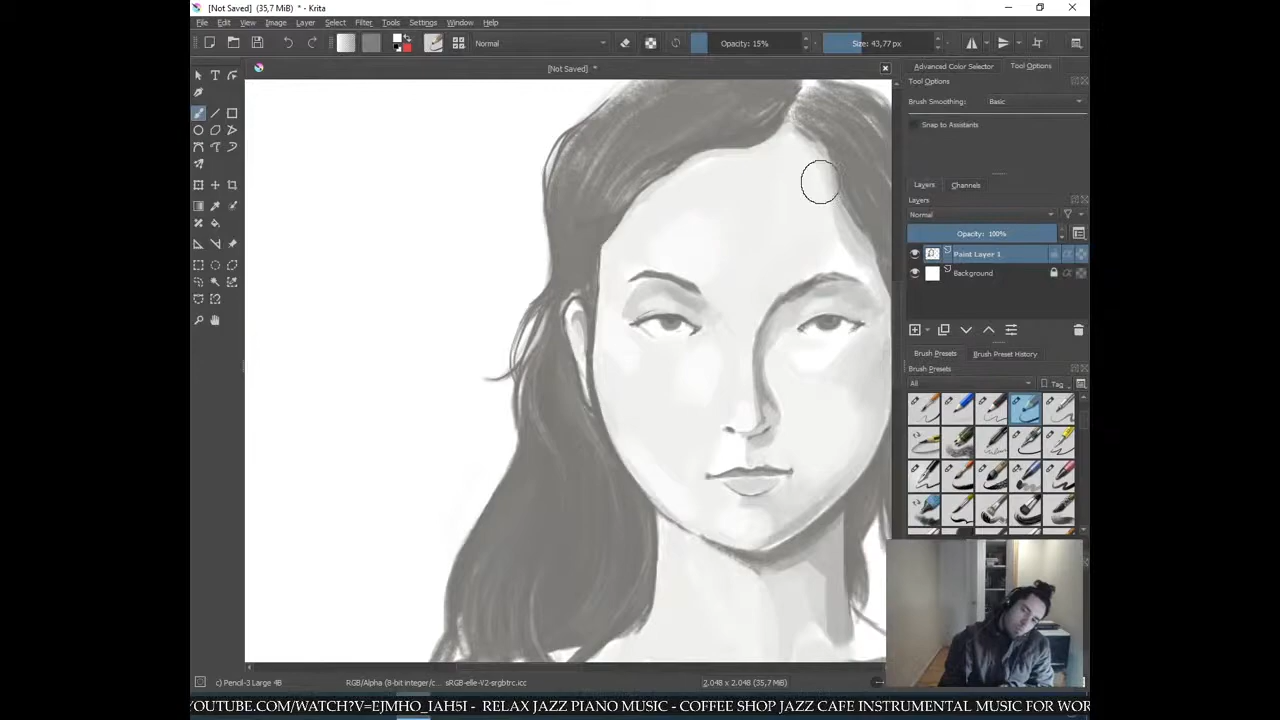 [Not Saved]  (35,7 MiB)  * - Krita
File Edit View Image Layer Select Filter Tools Settings Window Help
Normal
Opacity: 15%
Size: 43,77 px
[Not Saved]  *
Advanced Color Selector
Tool Options
Tool Options
Brush Smoothing:
Basic
Snap to Assistants
Layers
Channels
Layers
Normal
Opacity:  100%
Paint Layer 1
Background
Brush Presets
Brush Preset History
Brush Presets
All
Tag
c) Pencil-3 Large 4B
RGB/Alpha (8-bit integer/c...
sRGB-elle-V2-srgbtrc.icc
2.048 x 2.048 (35,7 MiB)
YOUTUBE.COM/WATCH?V=EJMHO_IAH5I -  RELAX JAZZ PIANO MUSIC - COFFEE SHOP JAZZ CAFE INSTRUMENTAL MUSIC FOR WOR